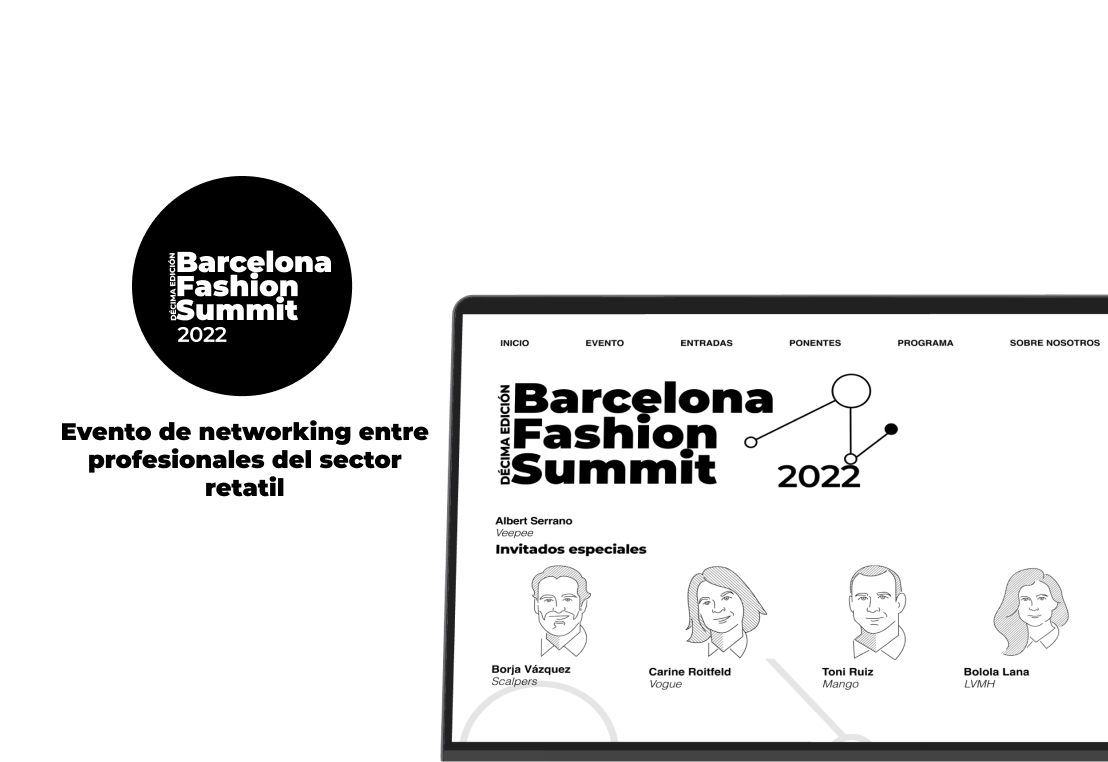 DÉCIMA EDICIÓN
Barcelona
Fashion
Summit
2022
Evento de networking entre
profesionales del sector
retatil
INICIO EVENTO ENTRADAS PONENTES PROGRAMA SOBRE NOSOTROS
DÉCIMA EDICIÓN
Barcelona
Fashion
Summit
2022
Albert Serrano
Veepee
Invitados especiales
Borja Vázquez
Scalpers
Carine Roitfeld
Vogue
Toni Ruiz
Mango
Bolola Lana
LVMH